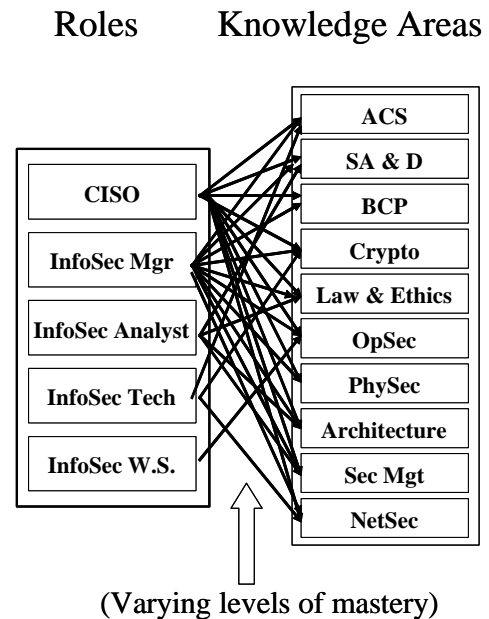 Roles
Knowledge Areas
CISO
InfoSec Mgr
InfoSec Analyst
InfoSec Tech
InfoSec W.S.
ACS
SA & D
BCP
Crypto
Law & Ethics
OpSec
PhySec
Architecture
Sec Mgt
NetSec
(Varying levels of mastery)